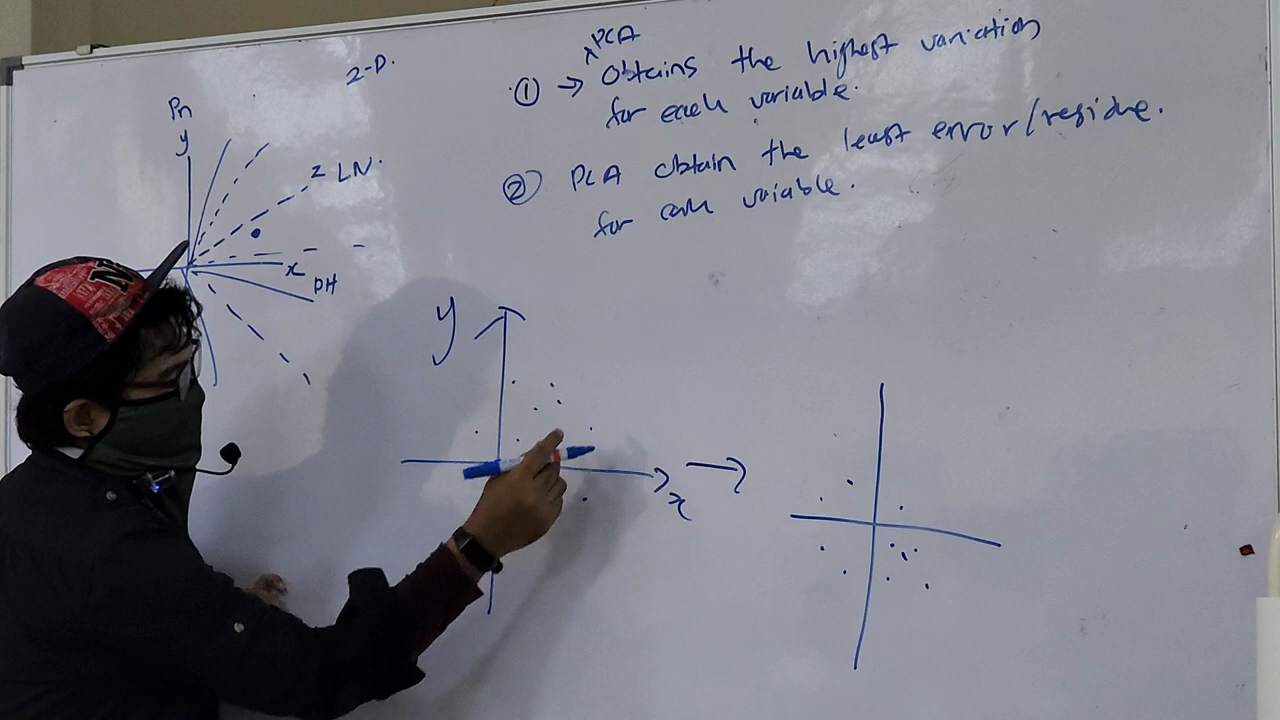 2-D.
Pn
y
2 LN.
x
PH
PCA
① → Obtains the highest variation
for each variable.
② PCA obtain the least error/residue.
for each variable.
y
x